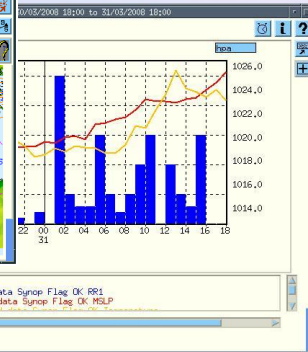 30/03/2008 18:00 to 31/03/2008 18:00
i ?
hpa
1026.0
1024.0
1022.0
1020.0
1018.0
1016.0
1014.0
22 00 02 04 06 08 10 12 14 16 18
31
ata Synop Flag OK RR1
data Synop Flag OK MSLP